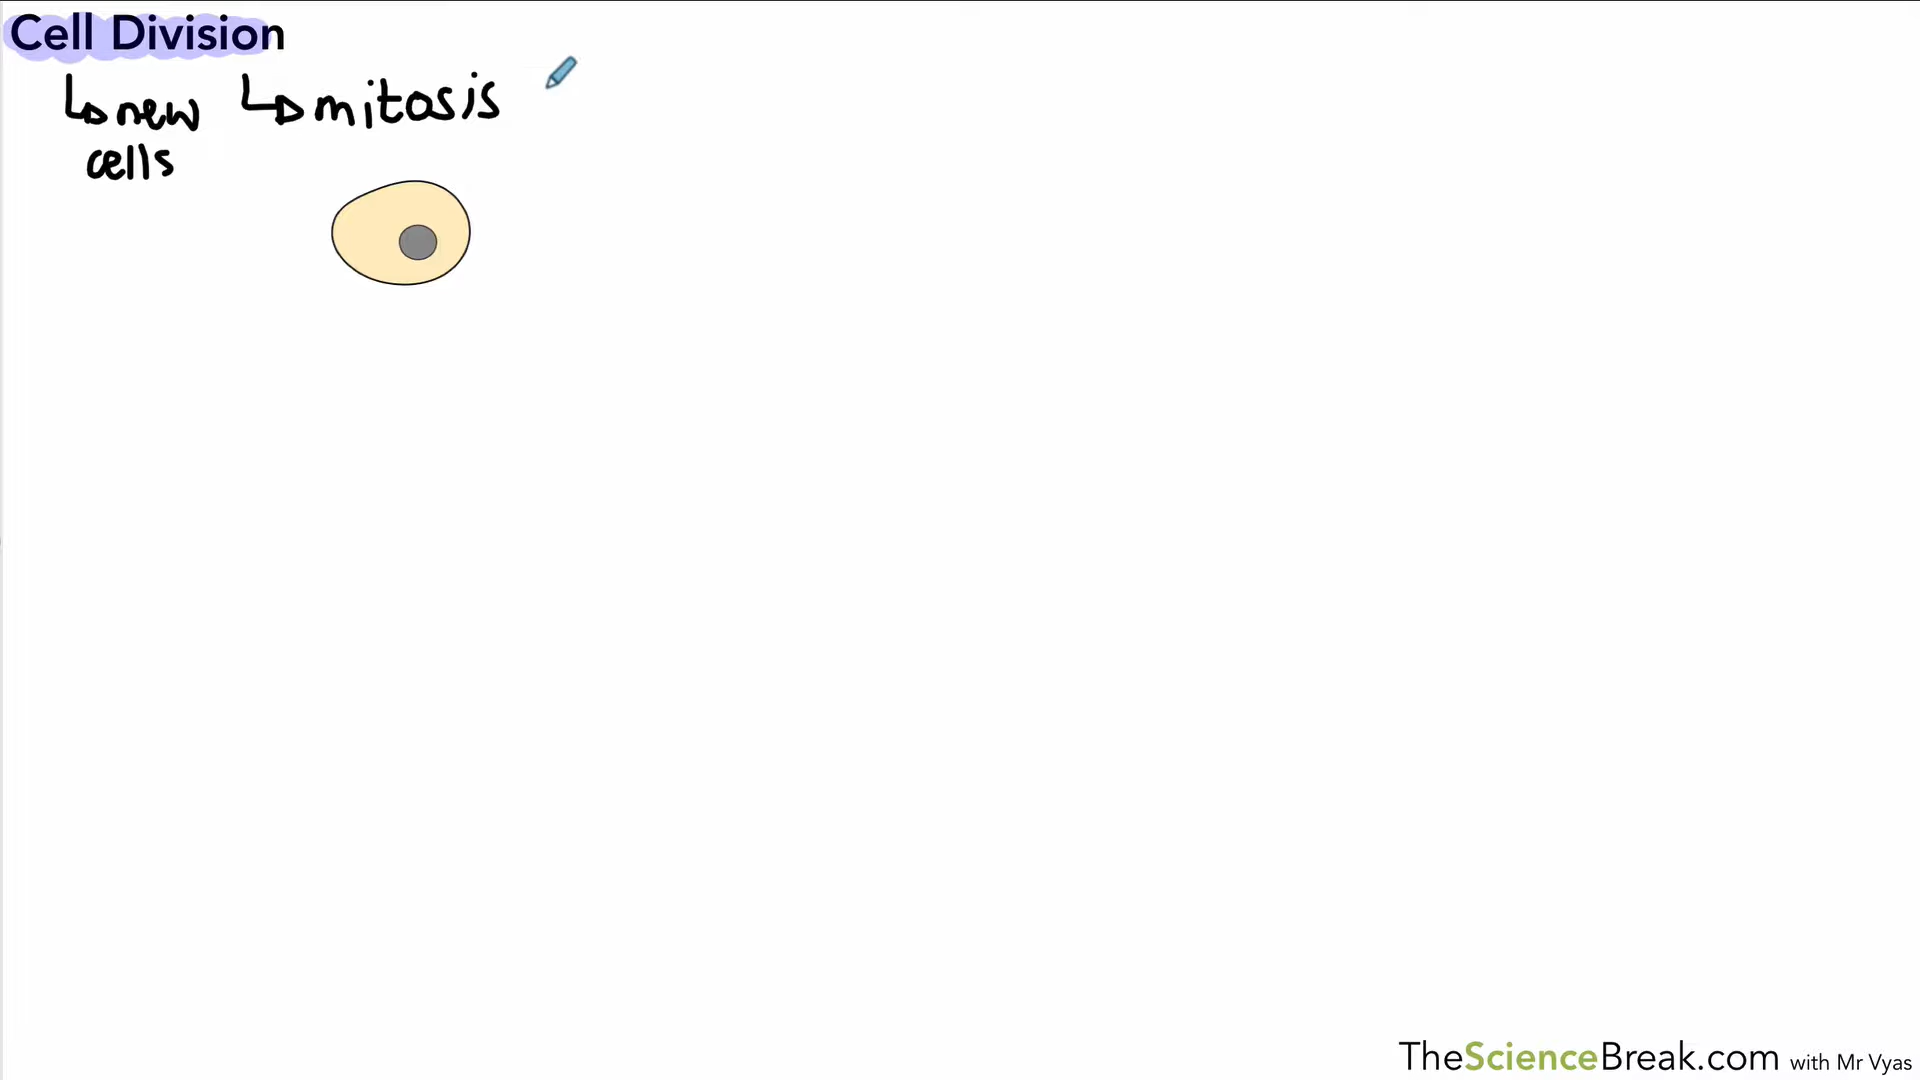 Cell Division
↳new ↳mitosis
cells
TheScienceBreak.com with Mr Vyas